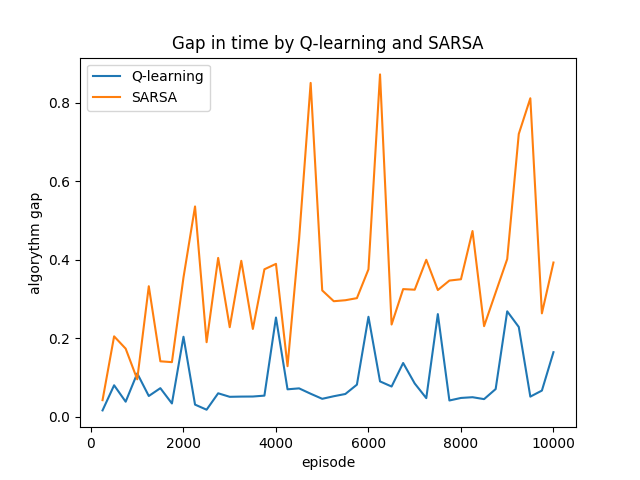 Gap in time by Q-learning and SARSA
Q-learning
SARSA
algorythm gap
0.8
0.6
0.4
0.2
0.0
0 2000 4000 6000 8000 10000
episode